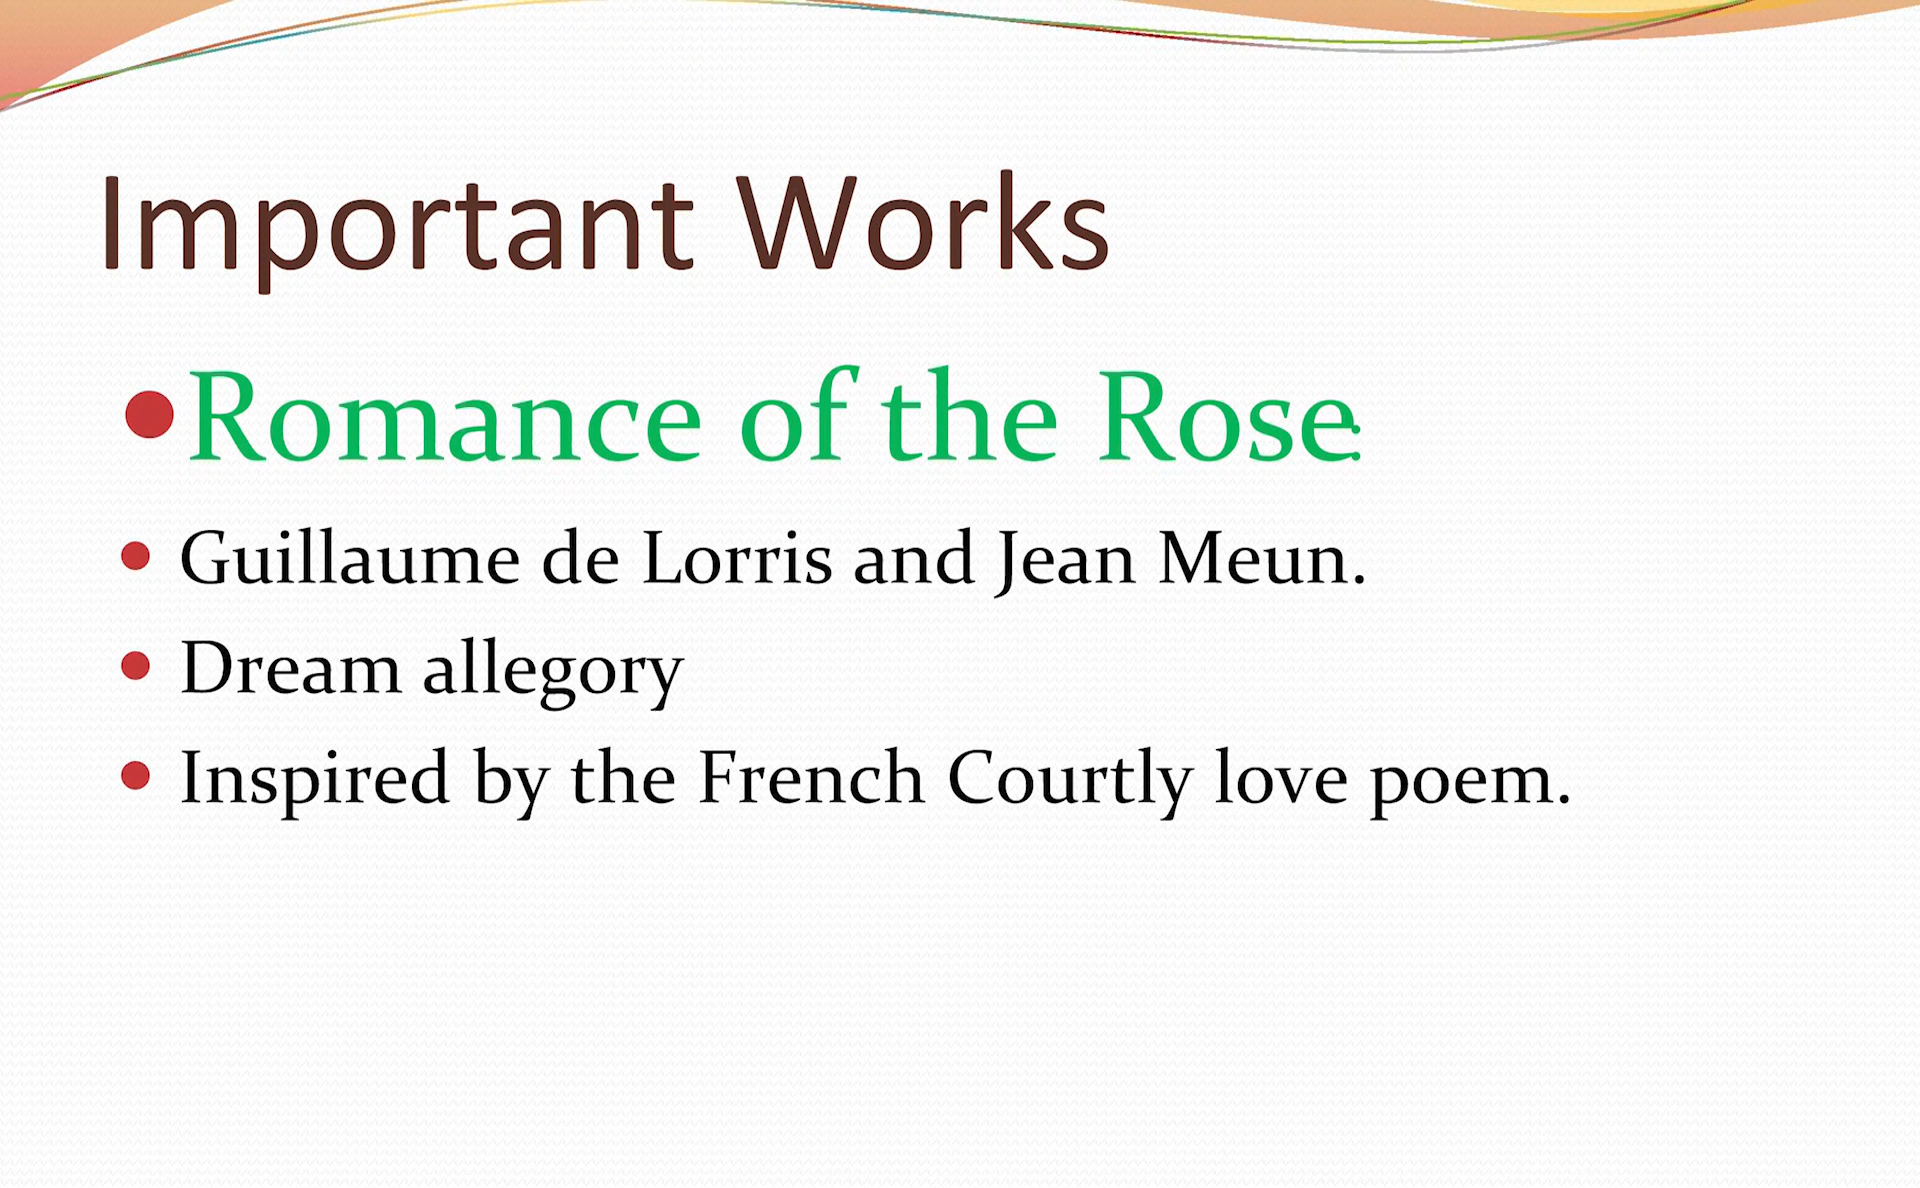 Important Works
• Romance of the Rose:
• Guillaume de Lorris and Jean Meun.
• Dream allegory
• Inspired by the French Courtly love poem.